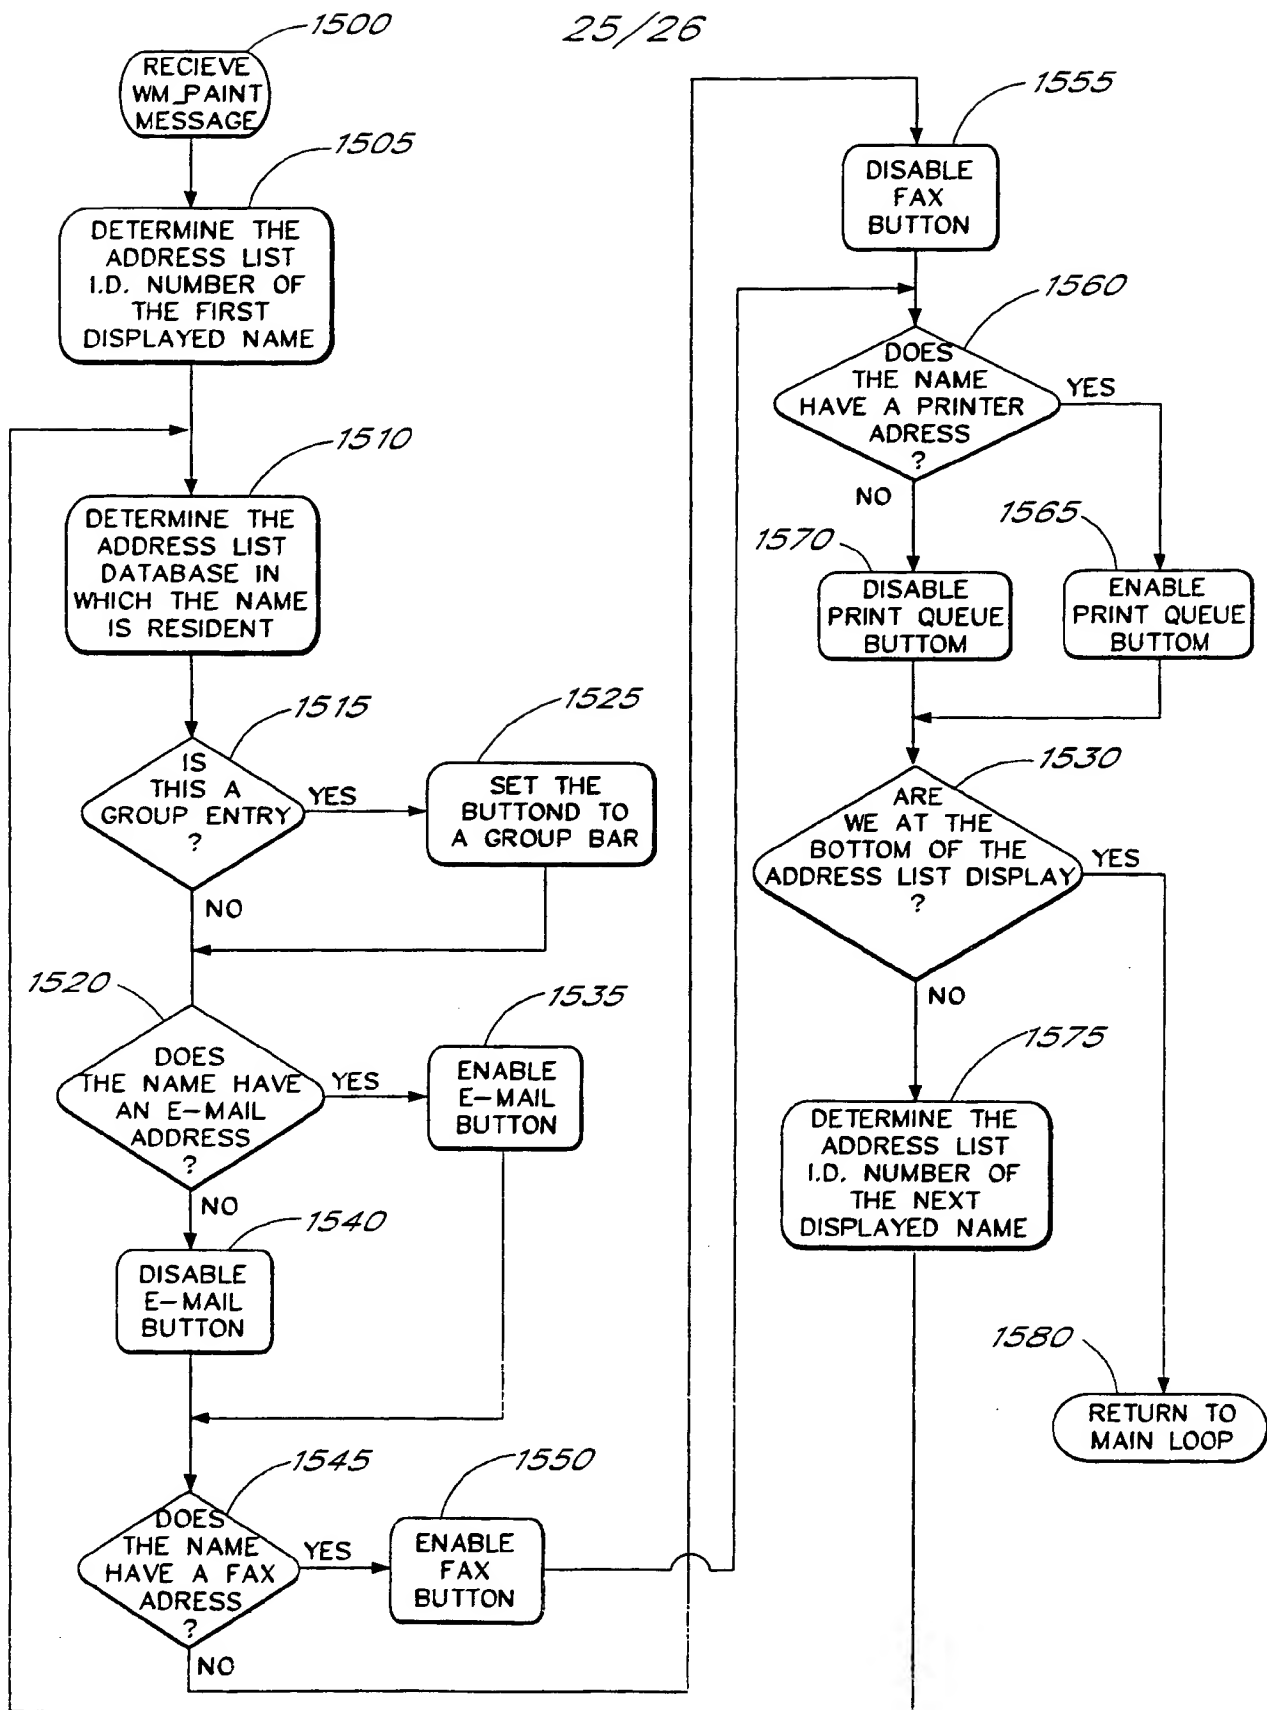 25/26
1500
RECIEVE
WM_PAINT
MESSAGE
1505
DETERMINE THE
ADDRESS LIST
I.D. NUMBER OF
THE FIRST
DISPLAYED NAME
1510
DETERMINE THE
ADDRESS LIST
DATABASE IN
WHICH THE NAME
IS RESIDENT
1515
IS
THIS A
GROUP ENTRY
?
YES
NO
1525
SET THE
BUTTOND TO
A GROUP BAR
1520
DOES
THE NAME HAVE
AN E-MAIL
ADDRESS
?
YES
NO
1535
ENABLE
E-MAIL
BUTTON
1540
DISABLE
E-MAIL
BUTTON
1545
DOES
THE NAME
HAVE A FAX
ADRESS
?
YES
NO
1550
ENABLE
FAX
BUTTON
1555
DISABLE
FAX
BUTTON
1560
DOES
THE NAME
HAVE A PRINTER
ADRESS
?
YES
NO
1565
ENABLE
PRINT QUEUE
BUTTOM
1570
DISABLE
PRINT QUEUE
BUTTOM
1530
ARE
WE AT THE
BOTTOM OF THE
ADDRESS LIST DISPLAY
?
YES
NO
1575
DETERMINE THE
ADDRESS LIST
I.D. NUMBER OF
THE NEXT
DISPLAYED NAME
1580
RETURN TO
MAIN LOOP